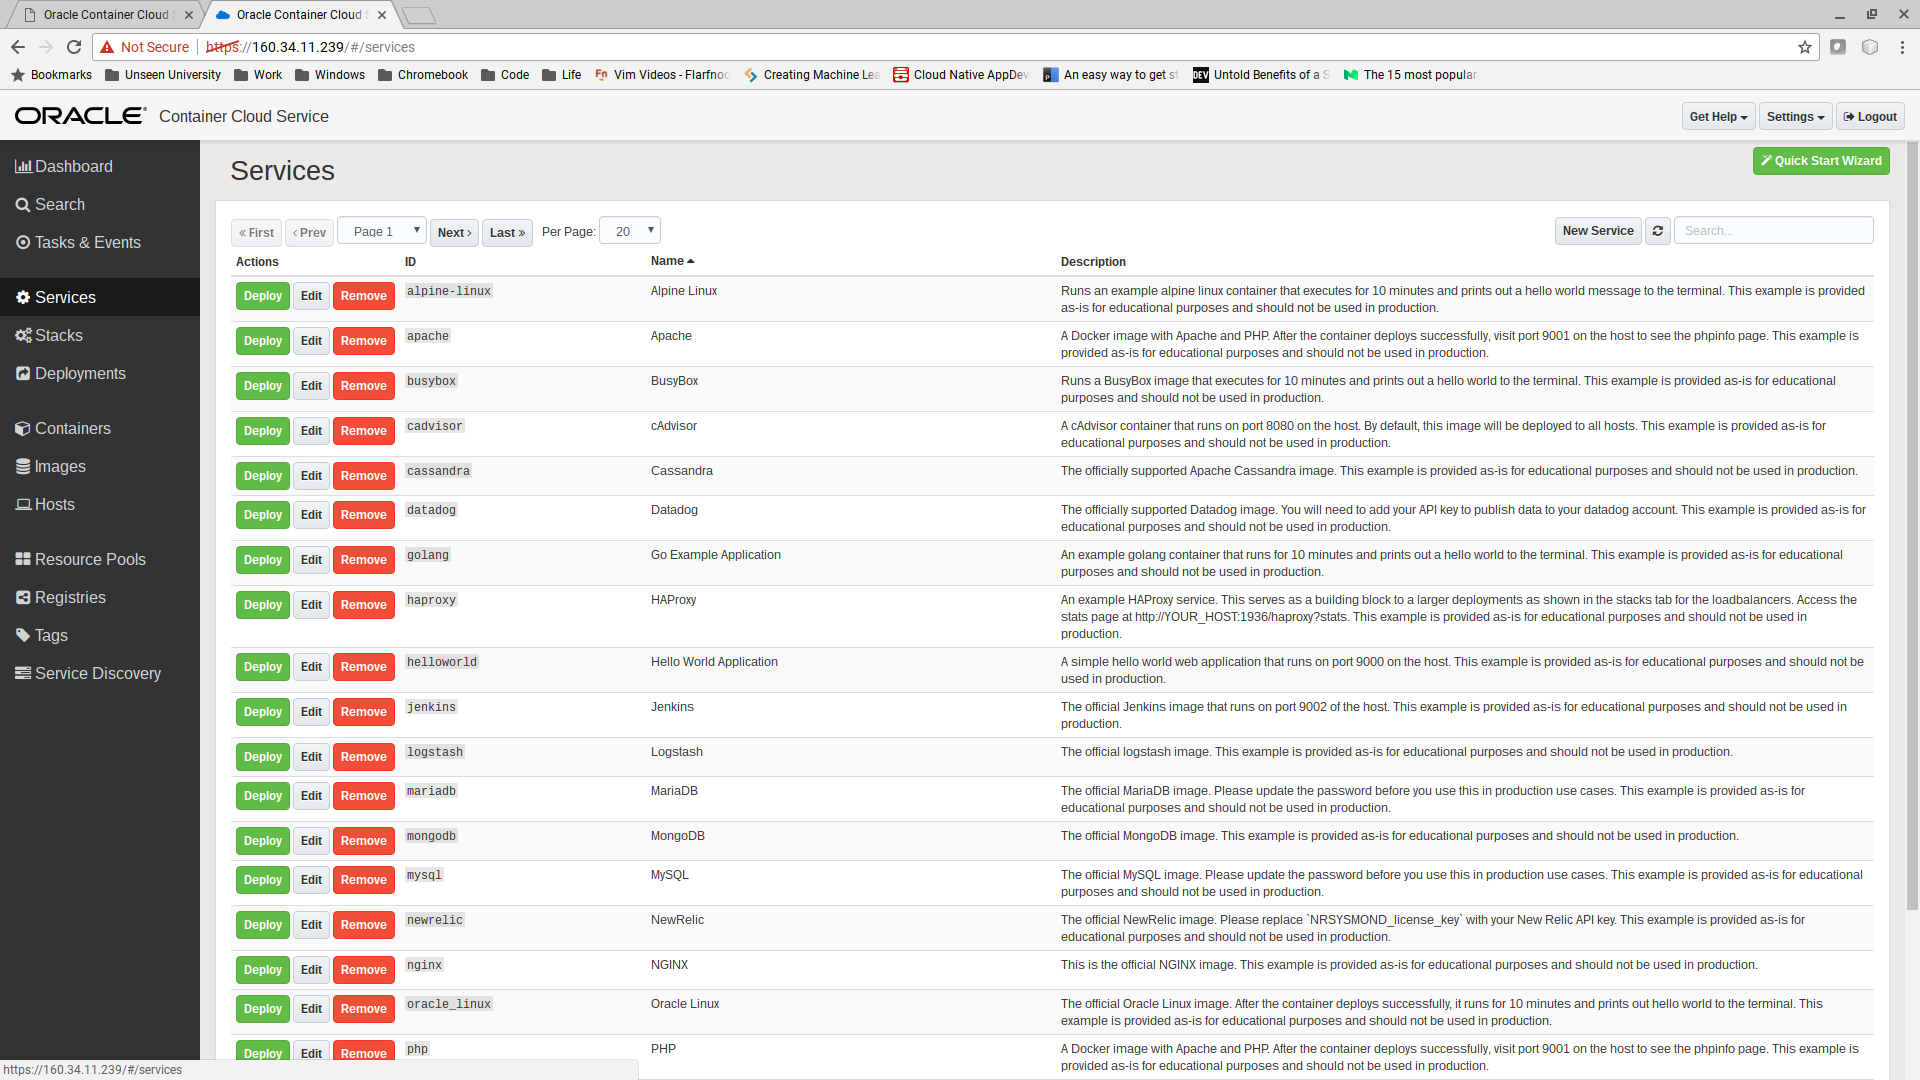 Oracle Container Cloud S
Oracle Container Cloud S
Not Secure
https://160.34.11.239/#/services
Bookmarks
Unseen University
Work
Windows
Chromebook
Code
Life
Fn Vim Videos - Flarfnoo
Creating Machine Lea
Cloud Native AppDev
An easy way to get st
DEV Untold Benefits of a S
The 15 most popular
ORACLE Container Cloud Service
Get Help
Settings
Logout
Dashboard
Search
Tasks & Events
Services
Stacks
Deployments
Containers
Images
Hosts
Resource Pools
Registries
Tags
Service Discovery
Services
Quick Start Wizard
« First ‹ Prev Page 1 Next › Last » Per Page: 20
New Service Search...
Actions ID Name Description
Deploy Edit Remove alpine-linux Alpine Linux Runs an example alpine linux container that executes for 10 minutes and prints out a hello world message to the terminal. This example is provided
as-is for educational purposes and should not be used in production.
Deploy Edit Remove apache Apache A Docker image with Apache and PHP. After the container deploys successfully, visit port 9001 on the host to see the phpinfo page. This example is
provided as-is for educational purposes and should not be used in production.
Deploy Edit Remove busybox BusyBox Runs a BusyBox image that executes for 10 minutes and prints out a hello world to the terminal. This example is provided as-is for educational
purposes and should not be used in production.
Deploy Edit Remove cadvisor cAdvisor A cAdvisor container that runs on port 8080 on the host. By default, this image will be deployed to all hosts. This example is provided as-is for
educational purposes and should not be used in production.
Deploy Edit Remove cassandra Cassandra The officially supported Apache Cassandra image. This example is provided as-is for educational purposes and should not be used in production.
Deploy Edit Remove datadog Datadog The officially supported Datadog image. You will need to add your API key to publish data to your datadog account. This example is provided as-is for
educational purposes and should not be used in production.
Deploy Edit Remove golang Go Example Application An example golang container that runs for 10 minutes and prints out a hello world to the terminal. This example is provided as-is for educational
purposes and should not be used in production.
Deploy Edit Remove haproxy HAProxy An example HAProxy service. This serves as a building block to a larger deployments as shown in the stacks tab for the loadbalancers. Access the
stats page at http://YOUR_HOST:1936/haproxy?stats. This example is provided as-is for educational purposes and should not be used in
production.
Deploy Edit Remove helloworld Hello World Application A simple hello world web application that runs on port 9000 on the host. This example is provided as-is for educational purposes and should not be
used in production.
Deploy Edit Remove jenkins Jenkins The official Jenkins image that runs on port 9002 of the host. This example is provided as-is for educational purposes and should not be used in
production.
Deploy Edit Remove logstash Logstash The official logstash image. This example is provided as-is for educational purposes and should not be used in production.
Deploy Edit Remove mariadb MariaDB The official MariaDB image. Please update the password before you use this in production use cases. This example is provided as-is for
educational purposes and should not be used in production.
Deploy Edit Remove mongodb MongoDB The official MongoDB image. This example is provided as-is for educational purposes and should not be used in production.
Deploy Edit Remove mysql MySQL The official MySQL image. Please update the password before you use this in production use cases. This example is provided as-is for educational
purposes and should not be used in production.
Deploy Edit Remove newrelic NewRelic The official NewRelic image. Please replace `NRSYSMOND_license_key` with your New Relic API key. This example is provided as-is for
educational purposes and should not be used in production.
Deploy Edit Remove nginx NGINX This is the official NGINX image. This example is provided as-is for educational purposes and should not be used in production.
Deploy Edit Remove oracle_linux Oracle Linux The official Oracle Linux image. After the container deploys successfully, it runs for 10 minutes and prints out hello world to the terminal. This
example is provided as-is for educational purposes and should not be used in production.
Deploy Edit Remove php PHP A Docker image with Apache and PHP. After the container deploys successfully, visit port 9001 on the host to see the phpinfo page. This example is
provided as-is for educational purposes and should not be used in production.
https://160.34.11.239/#/services